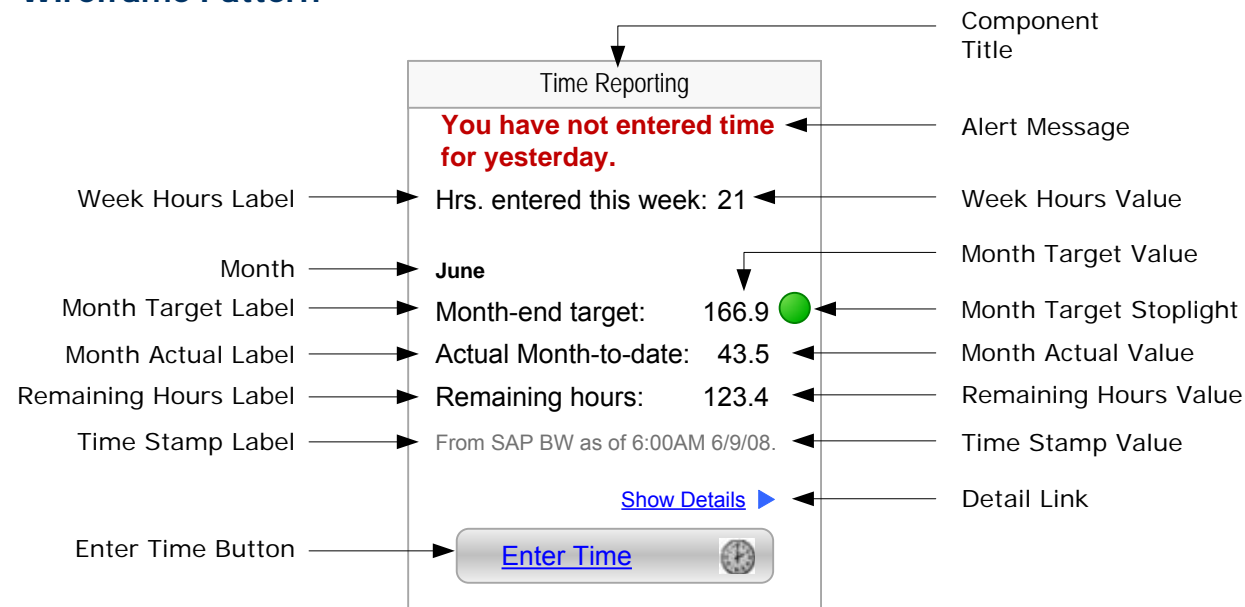 Wireframe Pattern
Component
Title
Time Reporting
You have not entered time
for yesterday.
Alert Message
Week Hours Label
Hrs. entered this week: 21
Week Hours Value
Month Target Value
Month
June
Month Target Label
Month-end target: 166.9
Month Target Stoplight
Month Actual Label
Actual Month-to-date: 43.5
Month Actual Value
Remaining Hours Label
Remaining hours: 123.4
Remaining Hours Value
Time Stamp Label
From SAP BW as of 6:00AM 6/9/08.
Time Stamp Value
Show Details
Detail Link
Enter Time Button
Enter Time